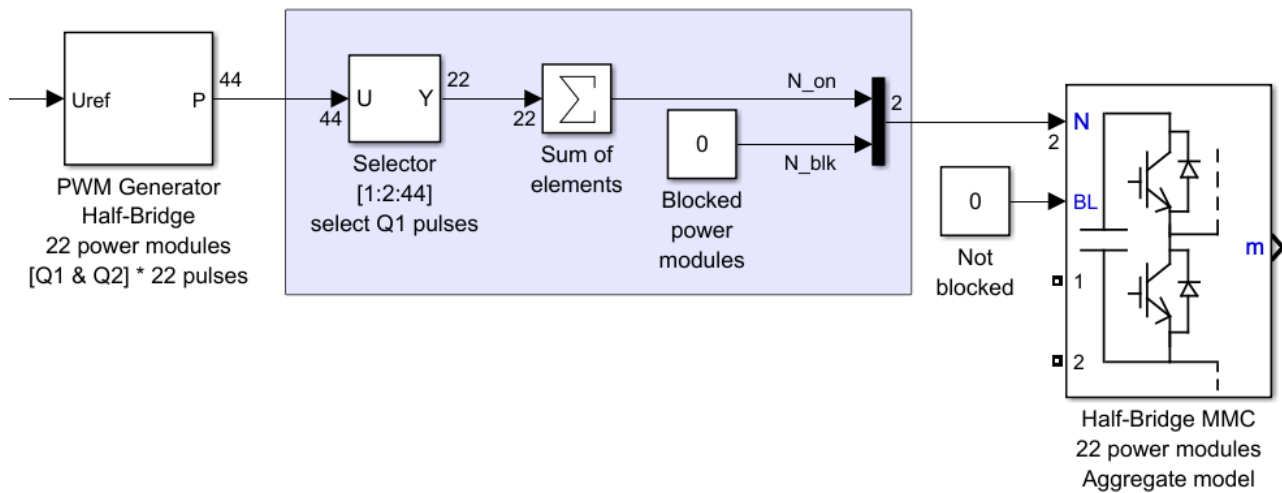 Uref
P
44
PWM Generator
Half-Bridge
22 power modules
[Q1 & Q2] * 22 pulses
44
U
Y
22
Selector
[1:2:44]
select Q1 pulses
22
Σ
Sum of
elements
N_on
0
N_blk
Blocked
power
modules
2
0
Not
blocked
N
2
BL
1
2
m
Half-Bridge MMC
22 power modules
Aggregate model